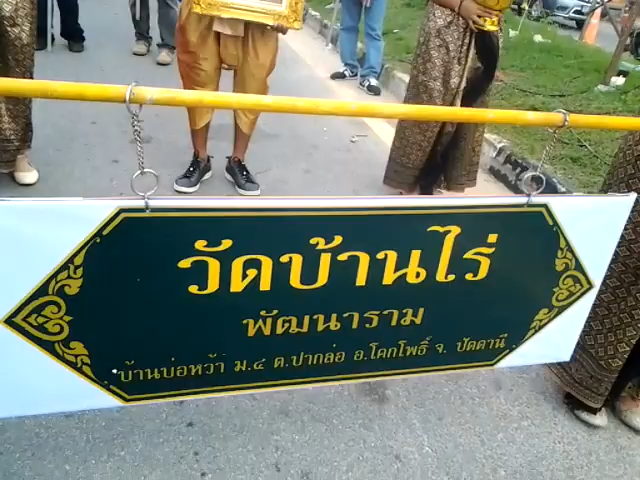 วัดบ้านไร่
พัฒนาราม
บ้านบ่อหว้า ม.๔ ต.ปากล่อ อ.โคกโพธิ์ จ. ปัตตานี